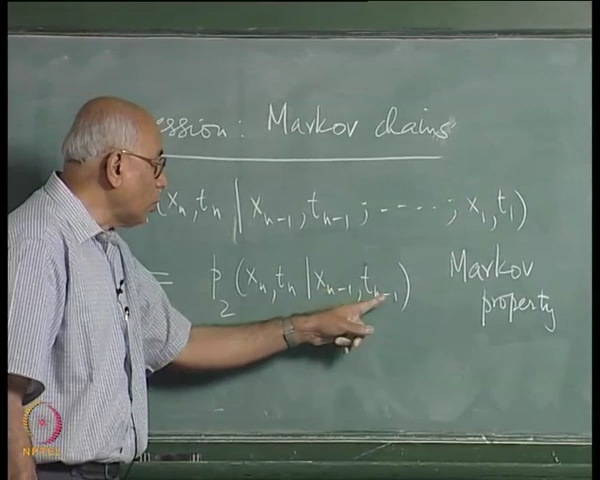 ession: Markov chains
(xₙ, tₙ | xₙ₋₁, tₙ₋₁ ; ----- ; x₁, t₁)
= p₂(xₙ, tₙ | xₙ₋₁, tₙ₋₁) Markov
property
NPTEL